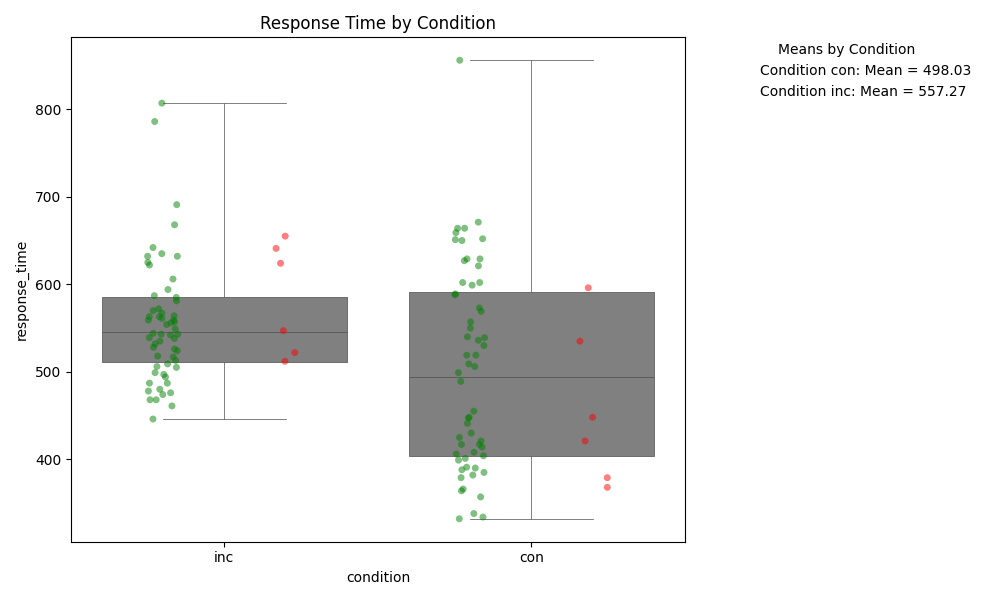 Response Time by Condition
Means by Condition
Condition con: Mean = 498.03
Condition inc: Mean = 557.27
response_time
800
700
600
500
400
inc
con
condition